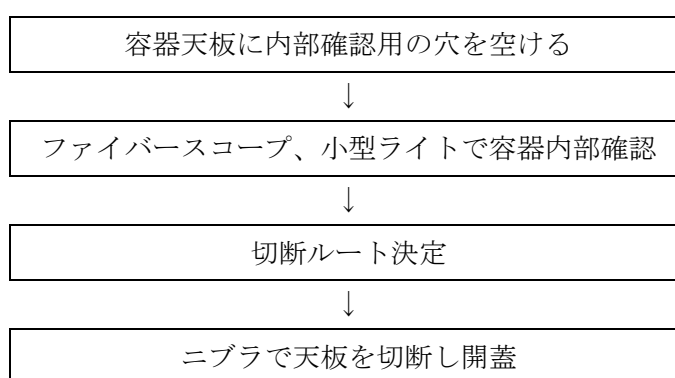 容器天板に内部確認用の穴を空ける
↓
ファイバースコープ、小型ライトで容器内部確認
↓
切断ルート決定
↓
ニブラで天板を切断し開蓋